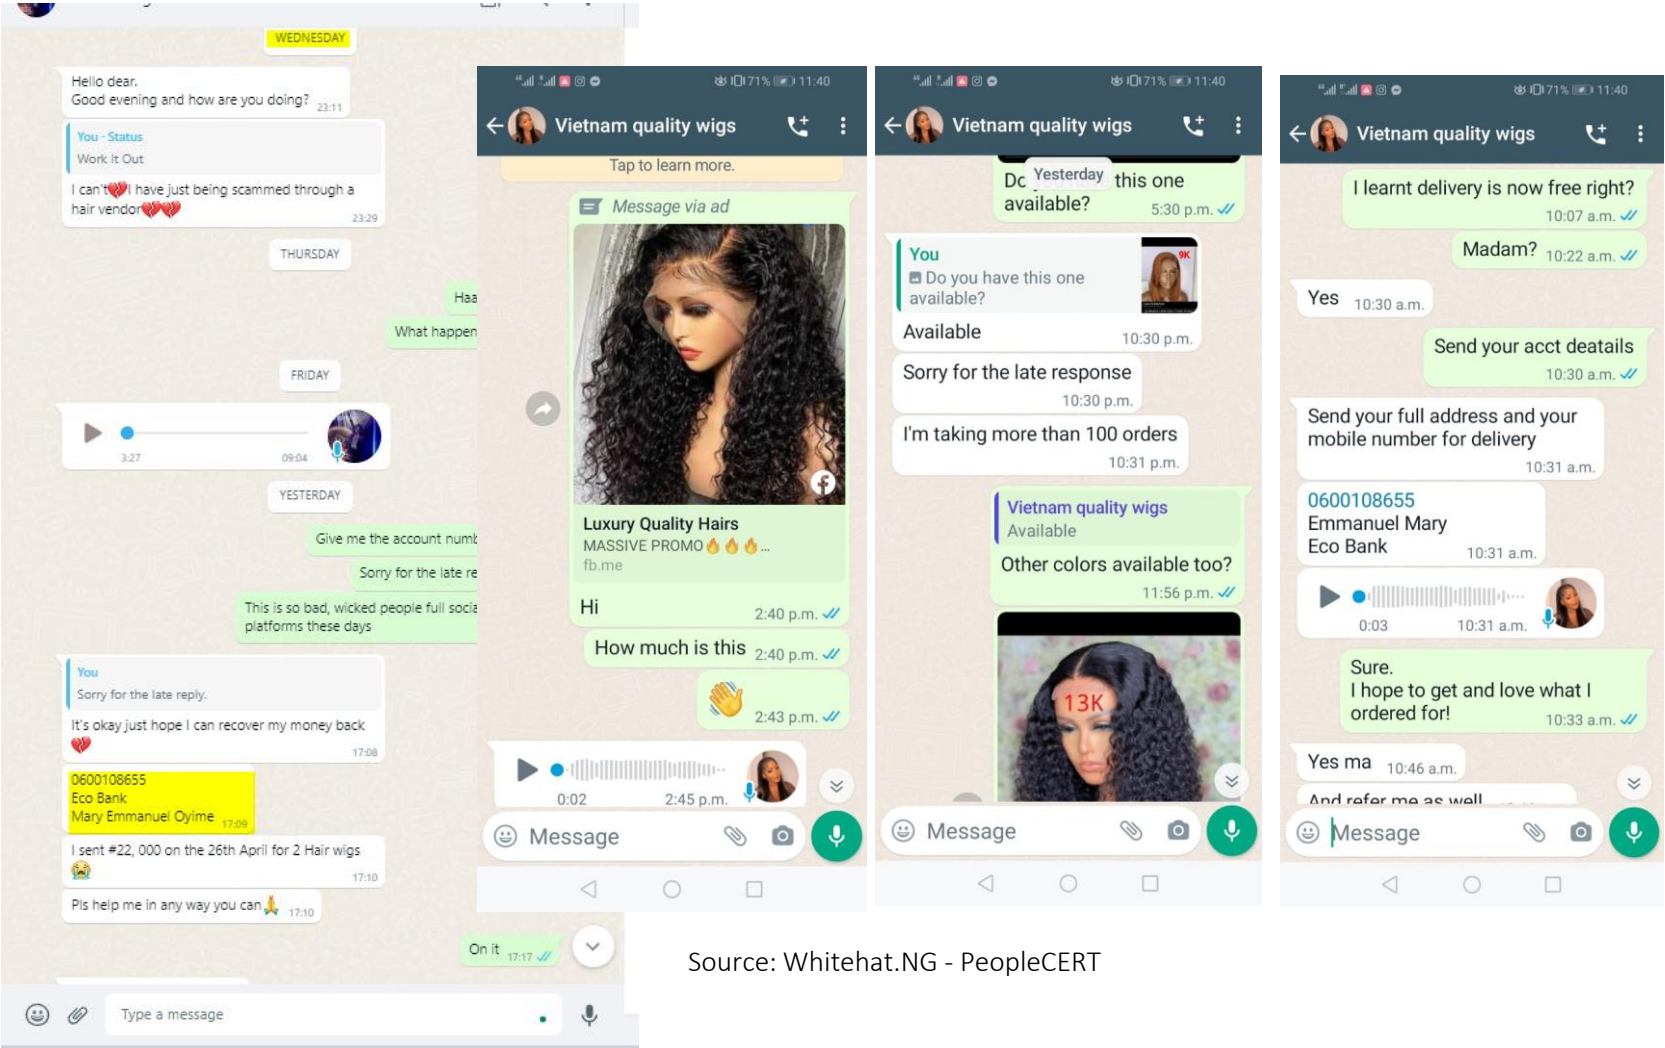 WEDNESDAY
Hello dear.
Good evening and how are you doing? 23:11
You - Status
Work It Out
I can't💔I have just being scammed through a
hair vendor💔💔
23:29
THURSDAY
Haa
What happen
FRIDAY
3:27 09:04
YESTERDAY
Give me the account numb
Sorry for the late re
This is so bad, wicked people full socia
platforms these days
You
Sorry for the late reply.
It's okay just hope I can recover my money back
💔
17:08
0600108655
Eco Bank
Mary Emmanuel Oyime 17:09
I sent #22, 000 on the 26th April for 2 Hair wigs
😭
17:10
Pls help me in any way you can🙏 17:10
On it 17:17
Type a message
71% 11:40
Vietnam quality wigs
Tap to learn more.
Message via ad
Luxury Quality Hairs
MASSIVE PROMO🔥🔥🔥...
fb.me
Hi 2:40 p.m.
How much is this 2:40 p.m.
👋
2:43 p.m.
0:02 2:45 p.m.
Message
71% 11:40
Vietnam quality wigs
Yesterday
Do this one
available? 5:30 p.m.
You
9K
Do you have this one
available?
Available 10:30 p.m.
Sorry for the late response
10:30 p.m.
I'm taking more than 100 orders
10:31 p.m.
Vietnam quality wigs
Available
Other colors available too?
11:56 p.m.
13K
Message
71% 11:40
Vietnam quality wigs
I learnt delivery is now free right?
10:07 a.m.
Madam? 10:22 a.m.
Yes 10:30 a.m.
Send your acct deatails
10:30 a.m.
Send your full address and your
mobile number for delivery
10:31 a.m.
0600108655
Emmanuel Mary
Eco Bank 10:31 a.m.
0:03 10:31 a.m.
Sure.
I hope to get and love what I
ordered for! 10:33 a.m.
Yes ma 10:46 a.m.
And refer me as well
Message
Source: Whitehat.NG - PeopleCERT